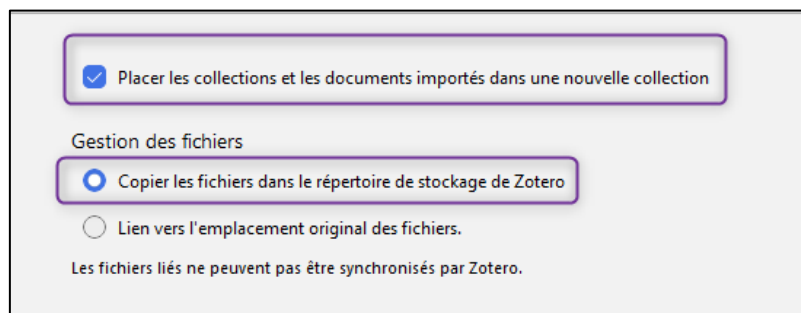 Placer les collections et les documents importés dans une nouvelle collection
Gestion des fichiers
Copier les fichiers dans le répertoire de stockage de Zotero
Lien vers l'emplacement original des fichiers.
Les fichiers liés ne peuvent pas être synchronisés par Zotero.